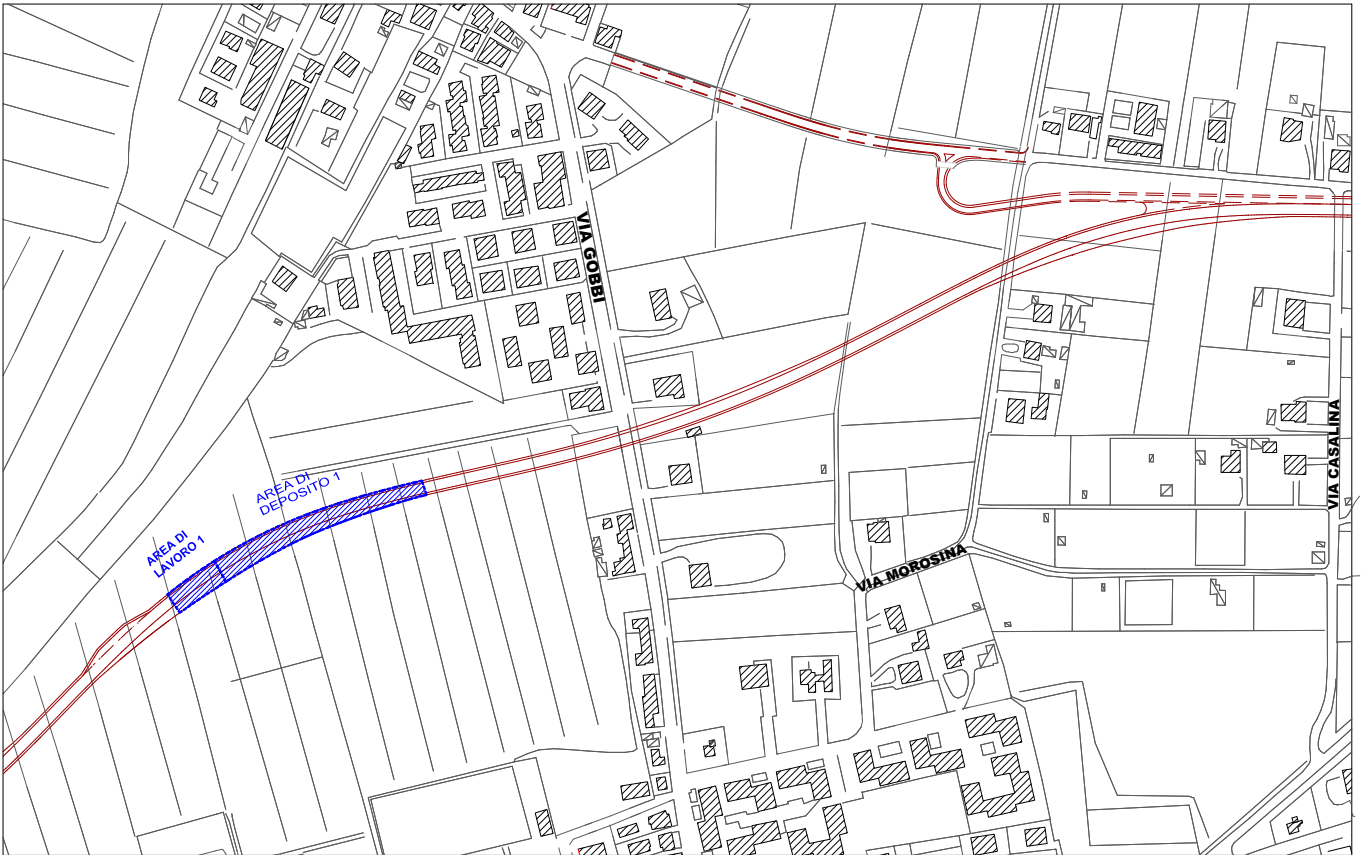 VIA GOBBI
VIA CASALINA
AREA DI
DEPOSITO 1
AREA DI
LAVORO 1
VIA MOROSINA